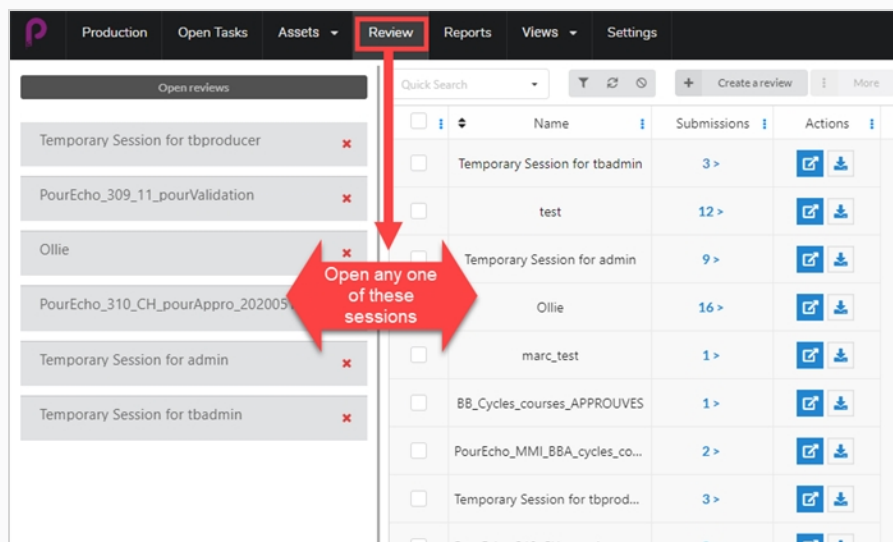 Production Open Tasks Assets Review Reports Views Settings
Open reviews
Quick Search
Create a review
More
Name Submissions Actions
Temporary Session for tbproducer
PourEcho_309_11_pourValidation
Ollie
PourEcho_310_CH_pourAppro_20200
Temporary Session for admin
Temporary Session for tbadmin
Open any one
of these
sessions
Temporary Session for tbadmin 3 >
test 12 >
Temporary Session for admin 9 >
Ollie 16 >
marc_test 1 >
BB_Cycles_courses_APPROUVES 1 >
PourEcho_MMI_BBA_cycles_co... 2 >
Temporary Session for tbprod... 3 >